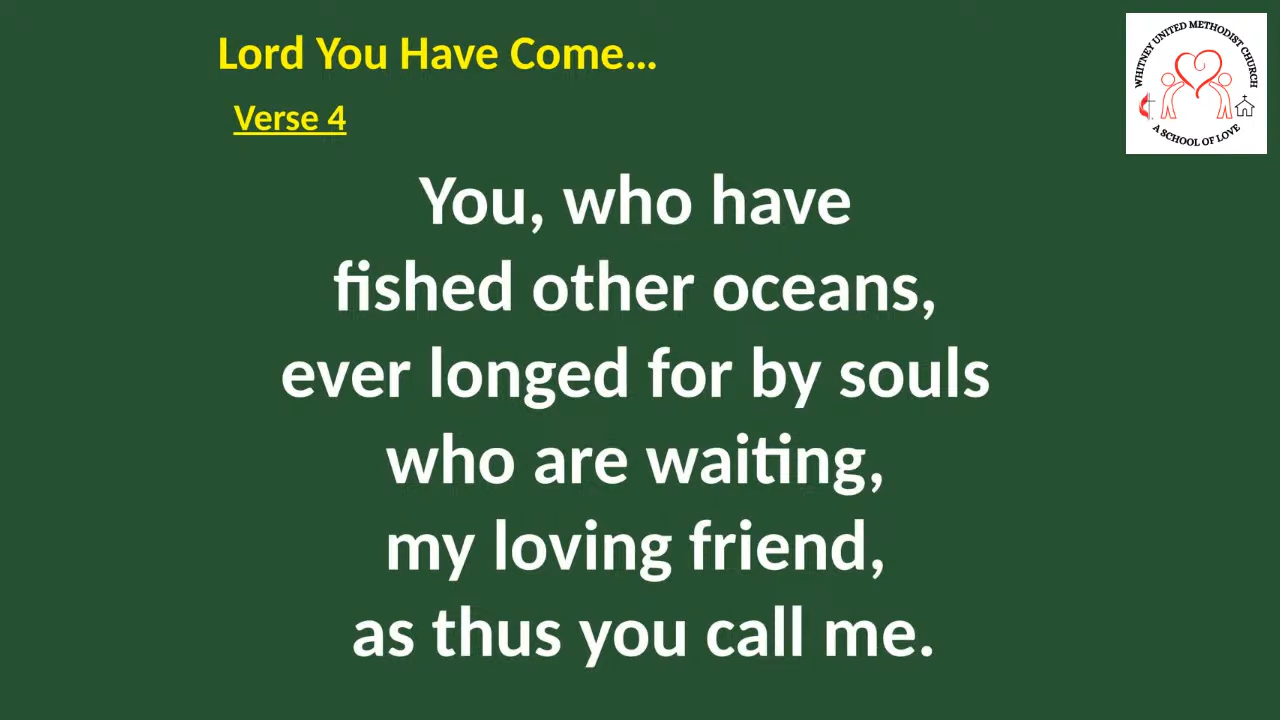 Lord You Have Come...
Verse 4
You, who have
fished other oceans,
ever longed for by souls
who are waiting,
my loving friend,
as thus you call me.
WHITNEY UNITED METHODIST CHURCH
A SCHOOL OF LOVE